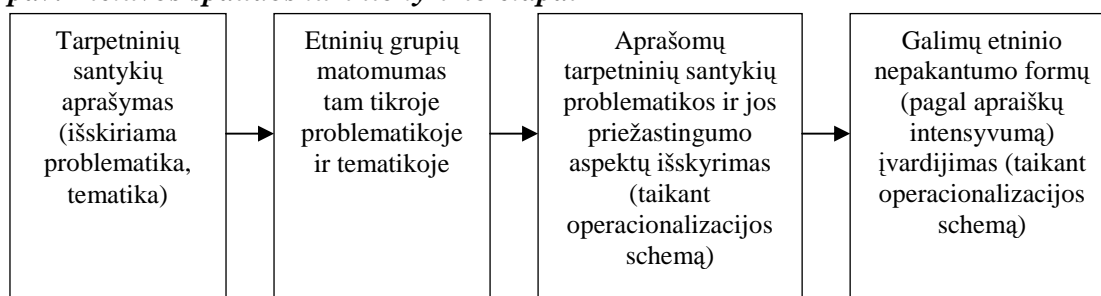 Tarpetninių
santykių
aprašymas
(išskiriama
problematika,
tematika)
Etninių grupių
matomumas
tam tikroje
problematikoje
ir tematikoje
Aprašomų
tarpetninių santykių
problematikos ir jos
priežastingumo
aspektų išskyrimas
(taikant
operacionalizacijos
schemą)
Galimų etninio
nepakantumo formų
(pagal apraiškų
intensyvumą)
įvardijimas (taikant
operacionalizacijos
schemą)